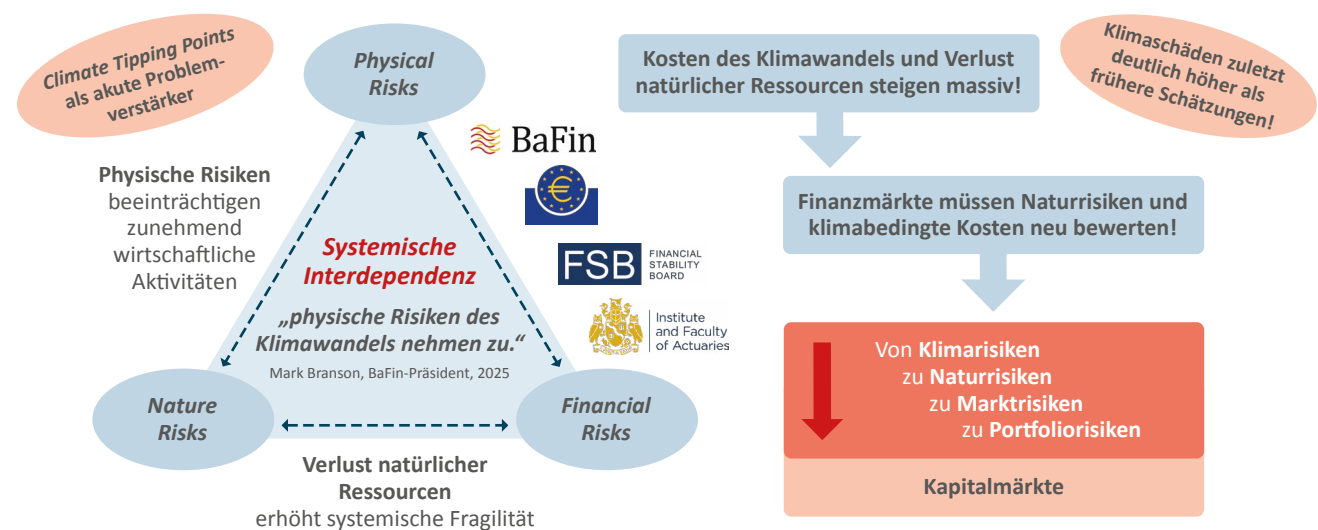 Climate Tipping Points
als akute Problem-
verstärker
Physical
Risks
BaFin
Physische Risiken
beeinträchtigen
zunehmend
wirtschaftliche
Aktivitäten
Systemische
Interdependenz
„physische Risiken des
Klimawandels nehmen zu.“
Mark Branson, BaFin-Präsident, 2025
FSB
FINANCIAL
STABILITY
BOARD
Institute
and Faculty
of Actuaries
Nature
Risks
Financial
Risks
Verlust natürlicher
Ressourcen
erhöht systemische Fragilität
Kosten des Klimawandels und Verlust
natürlicher Ressourcen steigen massiv!
Klimaschäden zuletzt
deutlich höher als
frühere Schätzungen!
Finanzmärkte müssen Naturrisiken und
klimabedingte Kosten neu bewerten!
Von Klimarisiken
zu Naturrisiken
zu Marktrisiken
zu Portfoliorisiken
Kapitalmärkte